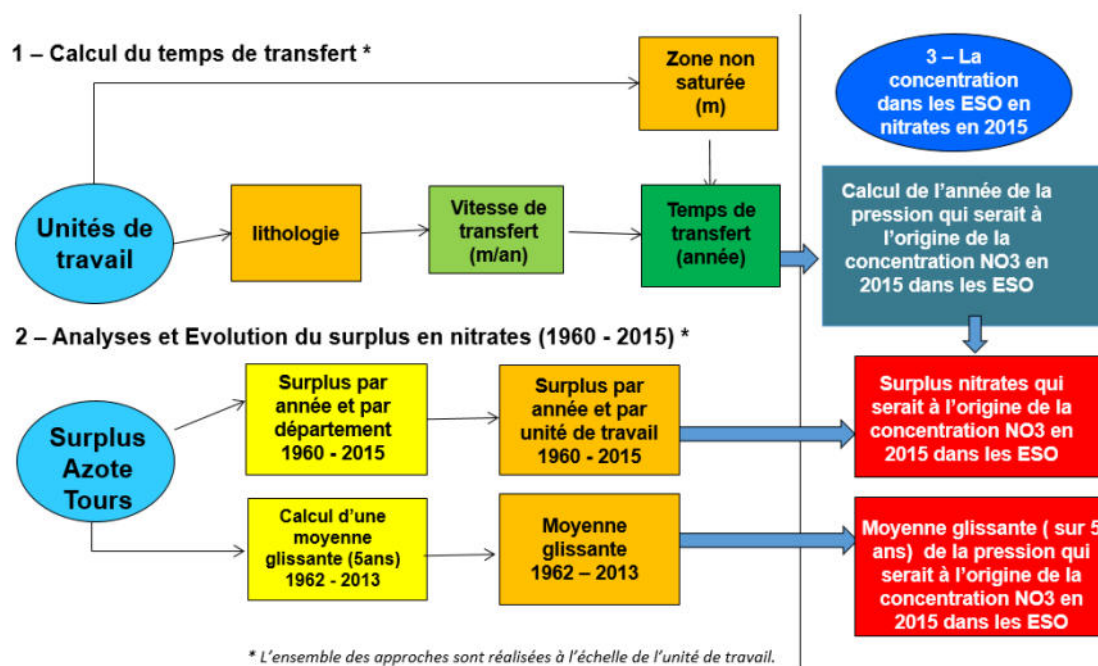 1 – Calcul du temps de transfert *
Zone non
saturée
(m)
Unités de
travail
lithologie
Vitesse de
transfert
(m/an)
Temps de
transfert
(année)
3 – La
concentration
dans les ESO en
nitrates en 2015
Calcul de l’année de la
pression qui serait à
l’origine de la
concentration NO3 en
2015 dans les ESO
2 – Analyses et Evolution du surplus en nitrates (1960 - 2015) *
Surplus
Azote
Tours
Surplus par
année et par
département
1960 - 2015
Surplus par
année et par
unité de travail
1960 - 2015
Surplus nitrates qui
serait à l’origine de la
concentration NO3 en
2015 dans les ESO
Calcul d’une
moyenne
glissante (5ans)
1962 - 2013
Moyenne
glissante
1962 – 2013
Moyenne glissante ( sur 5
ans) de la pression qui
serait à l’origine de la
concentration NO3 en
2015 dans les ESO
* L’ensemble des approches sont réalisées à l’échelle de l’unité de travail.